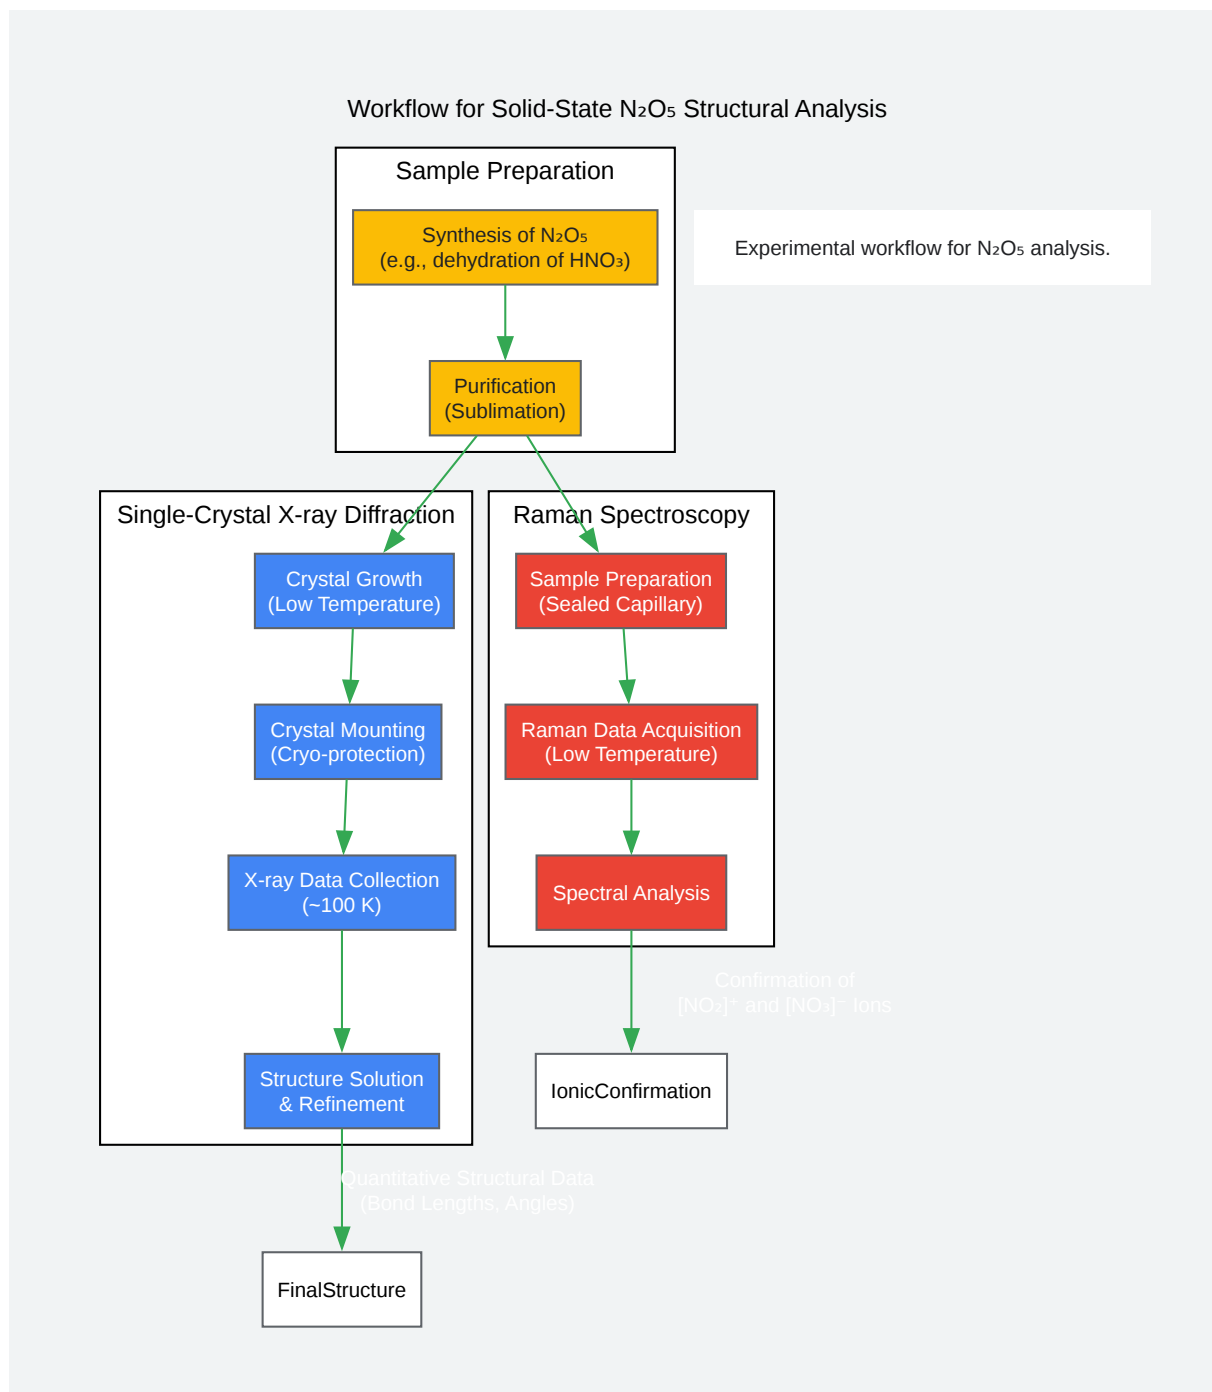 Workflow for Solid-State N₂O₅ Structural Analysis
Sample Preparation
Synthesis of N₂O₅
(e.g., dehydration of HNO₃)
Experimental workflow for N₂O₅ analysis.
Purification
(Sublimation)
Single-Crystal X-ray Diffraction
Crystal Growth
(Low Temperature)
Crystal Mounting
(Cryo-protection)
X-ray Data Collection
(~100 K)
Structure Solution
& Refinement
Quantitative Structural Data
(Bond Lengths, Angles)
FinalStructure
Raman Spectroscopy
Sample Preparation
(Sealed Capillary)
Raman Data Acquisition
(Low Temperature)
Spectral Analysis
Confirmation of
[NO₂]⁺ and [NO₃]⁻ Ions
IonicConfirmation